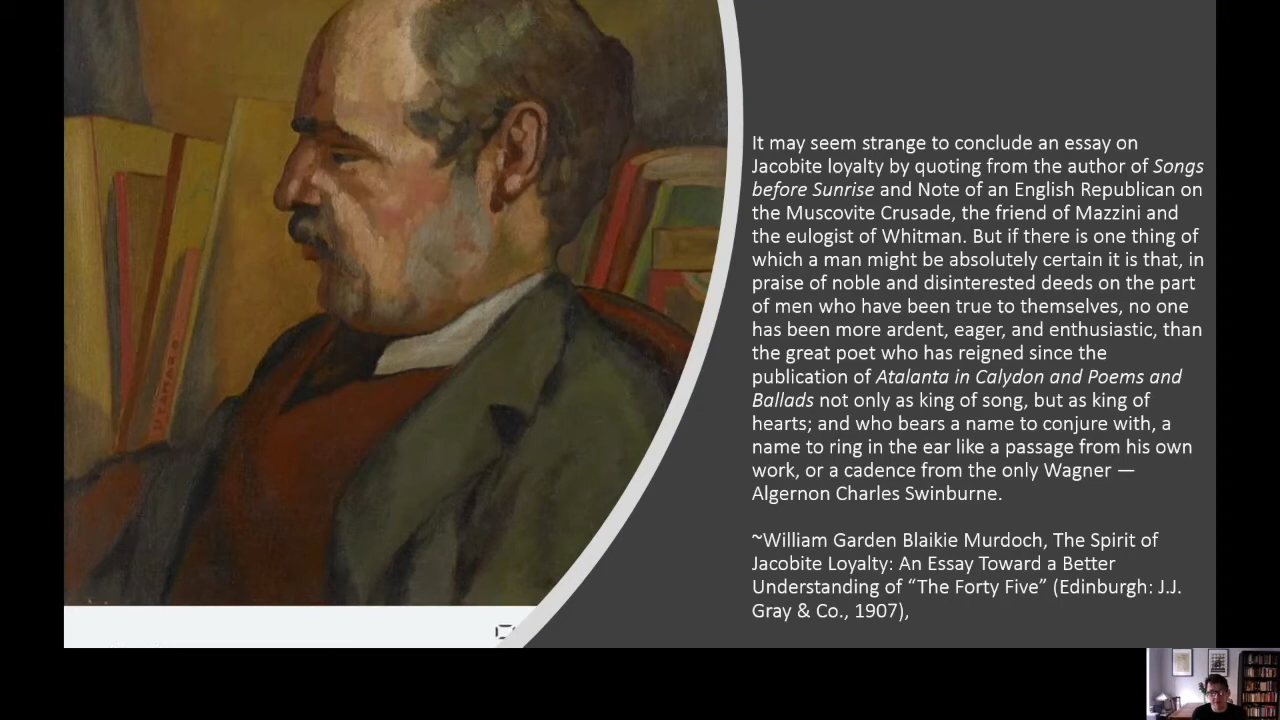 It may seem strange to conclude an essay on
Jacobite loyalty by quoting from the author of Songs
before Sunrise and Note of an English Republican on
the Muscovite Crusade, the friend of Mazzini and
the eulogist of Whitman. But if there is one thing of
which a man might be absolutely certain it is that, in
praise of noble and disinterested deeds on the part
of men who have been true to themselves, no one
has been more ardent, eager, and enthusiastic, than
the great poet who has reigned since the
publication of Atalanta in Calydon and Poems and
Ballads not only as king of song, but as king of
hearts; and who bears a name to conjure with, a
name to ring in the ear like a passage from his own
work, or a cadence from the only Wagner —
Algernon Charles Swinburne.
~William Garden Blaikie Murdoch, The Spirit of
Jacobite Loyalty: An Essay Toward a Better
Understanding of “The Forty Five” (Edinburgh: J.J.
Gray & Co., 1907),